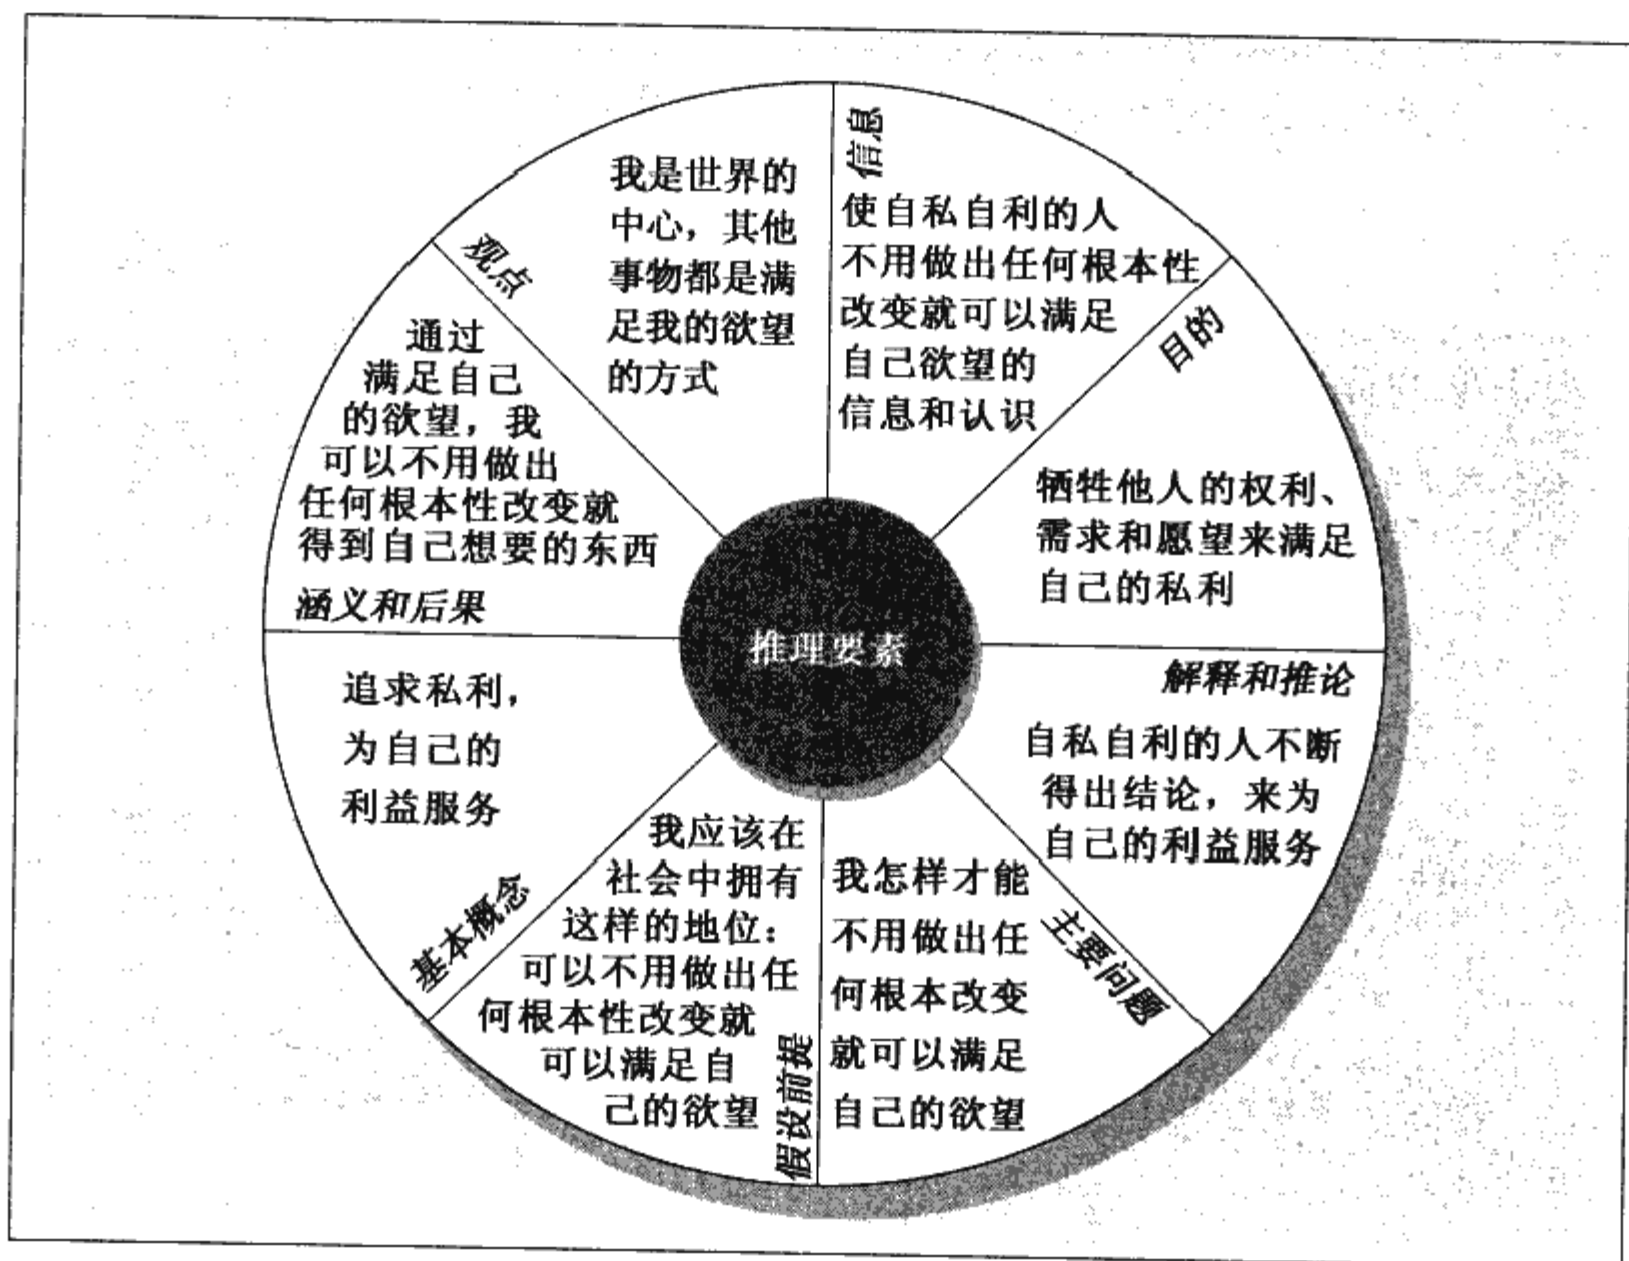 信息
使自私自利的人
不用做出任何根本性
改变就可以满足
自己欲望的
信息和认识
目的
牺牲他人的权利、
需求和愿望来满足
自己的私利
解释和推论
自私自利的人不断
得出结论，来为
自己的利益服务
主要问题
我怎样才能
不用做出任
何根本改变
就可以满足
自己的欲望
假设前提
我应该在
社会中拥有
这样的地位：
可以不用做出任
何根本性改变就
可以满足自
己的欲望
基本概念
追求私利，
为自己的
利益服务
涵义和后果
通过
满足自己
的欲望，我
可以不用做出
任何根本性改变就
得到自己想要的东西
观点
我是世界的
中心，其他
事物都是满
足我的欲望
的方式
推理要素